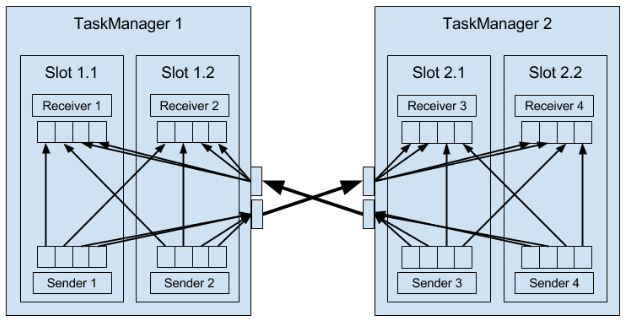 TaskManager 1
TaskManager 2
Slot 1.1
Slot 1.2
Slot 2.1
Slot 2.2
Receiver 1
Receiver 2
Receiver 3
Receiver 4
Sender 1
Sender 2
Sender 3
Sender 4